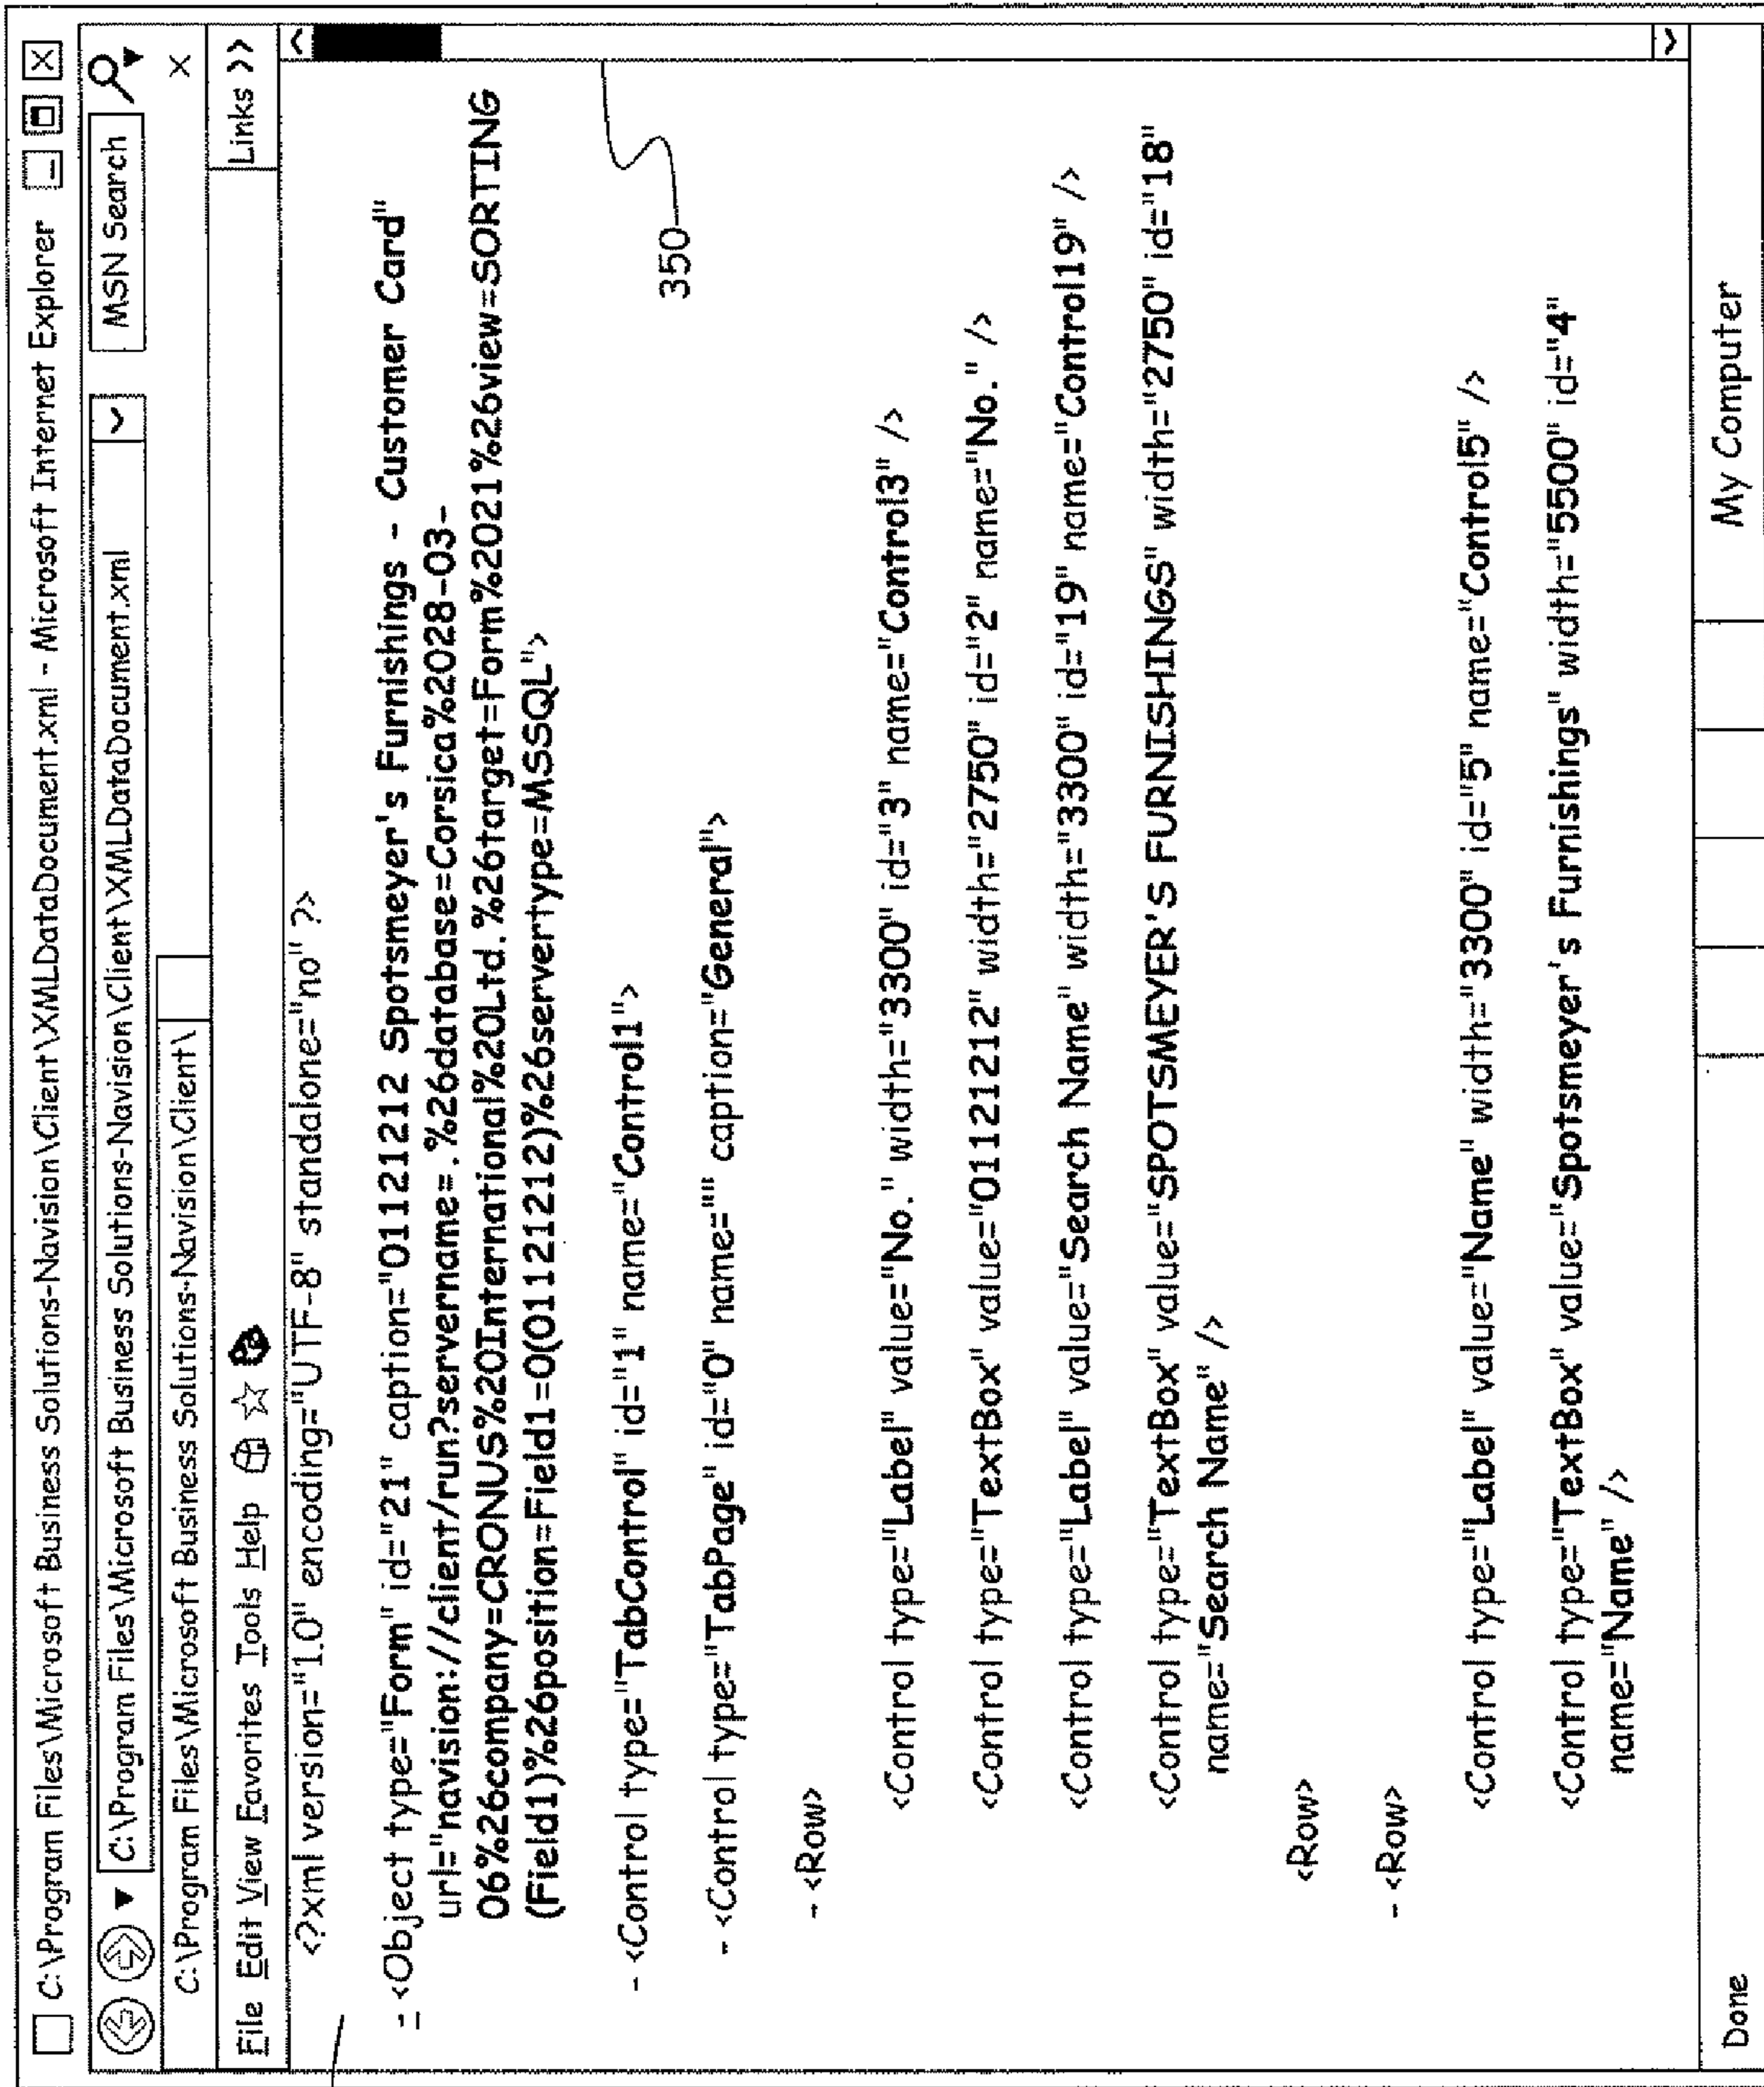 C:\Program Files\Microsoft Business Solutions-Navision\Client\XMLDataDocument.xml - Microsoft Internet Explorer
C:\Program Files\Microsoft Business Solutions-Navision\Client\XMLDataDocument.xml
MSN Search
C:\Program Files\Microsoft Business Solutions-Navision\Client\
File Edit View Favorites Tools Help
Links >>
<?xml version="1.0" encoding="UTF-8" standalone="no" ?>
- <Object type="Form" id="21" caption="01121212 Spotsmeyer's Furnishings - Customer Card"
url="navision://client/run?servername=.%26database=Corsica%2028-03-
06%26company=CRONUS%20International%20Ltd.%26target=Form%2021%26view=SORTING
(Field1)%26position=Field1=0(01121212)%26servertype=MSSQL">
- <Control type="TabControl" id="1" name="Control1">
- <Control type="TabPage" id="0" name="" caption="General">
- <Row>
<Control type="Label" value="No." width="3300" id="3" name="Control3" />
<Control type="TextBox" value="01121212" width="2750" id="2" name="No." />
<Control type="Label" value="Search Name" width="3300" id="19" name="Control19" />
<Control type="TextBox" value="SPOTSMEYER'S FURNISHINGS" width="2750" id="18"
name="Search Name" />
<Row>
- <Row>
<Control type="Label" value="Name" width="3300" id="5" name="Control5" />
<Control type="TextBox" value="Spotsmeyer's Furnishings" width="5500" id="4"
name="Name" />
350
Done
My Computer